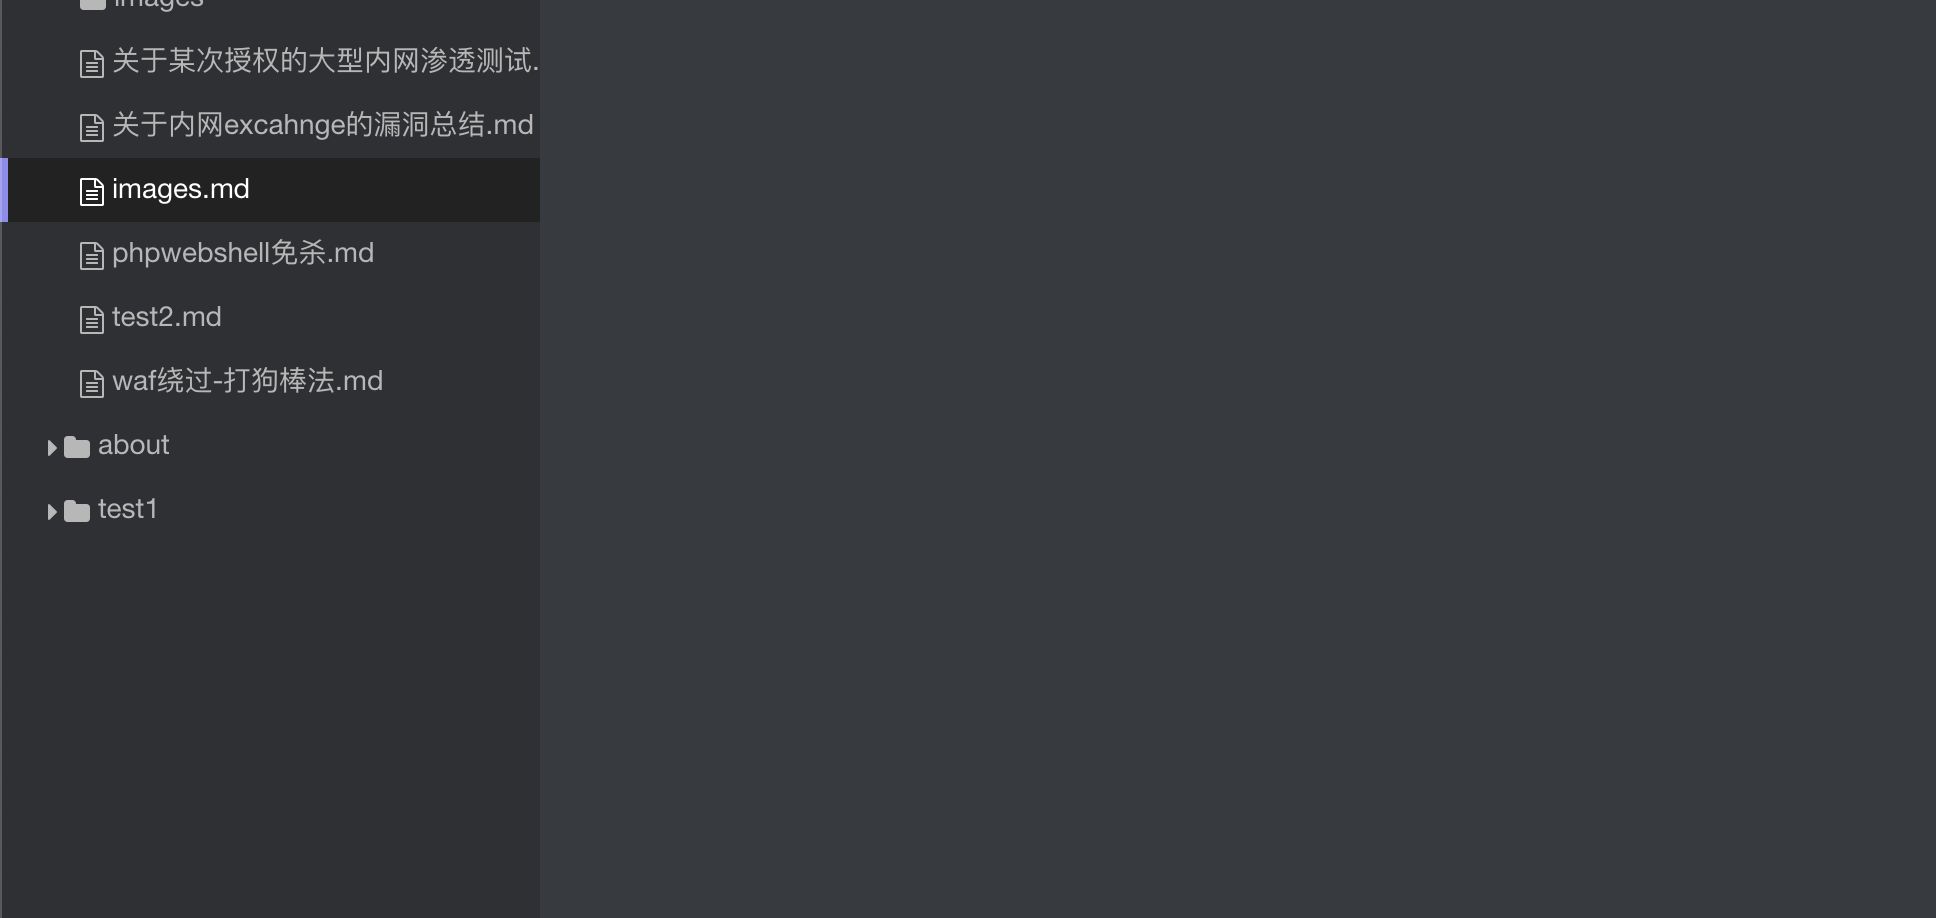 images
关于某次授权的大型内网渗透测试.
关于内网excahnge的漏洞总结.md
images.md
phpwebshell免杀.md
test2.md
waf绕过-打狗棒法.md
about
test1